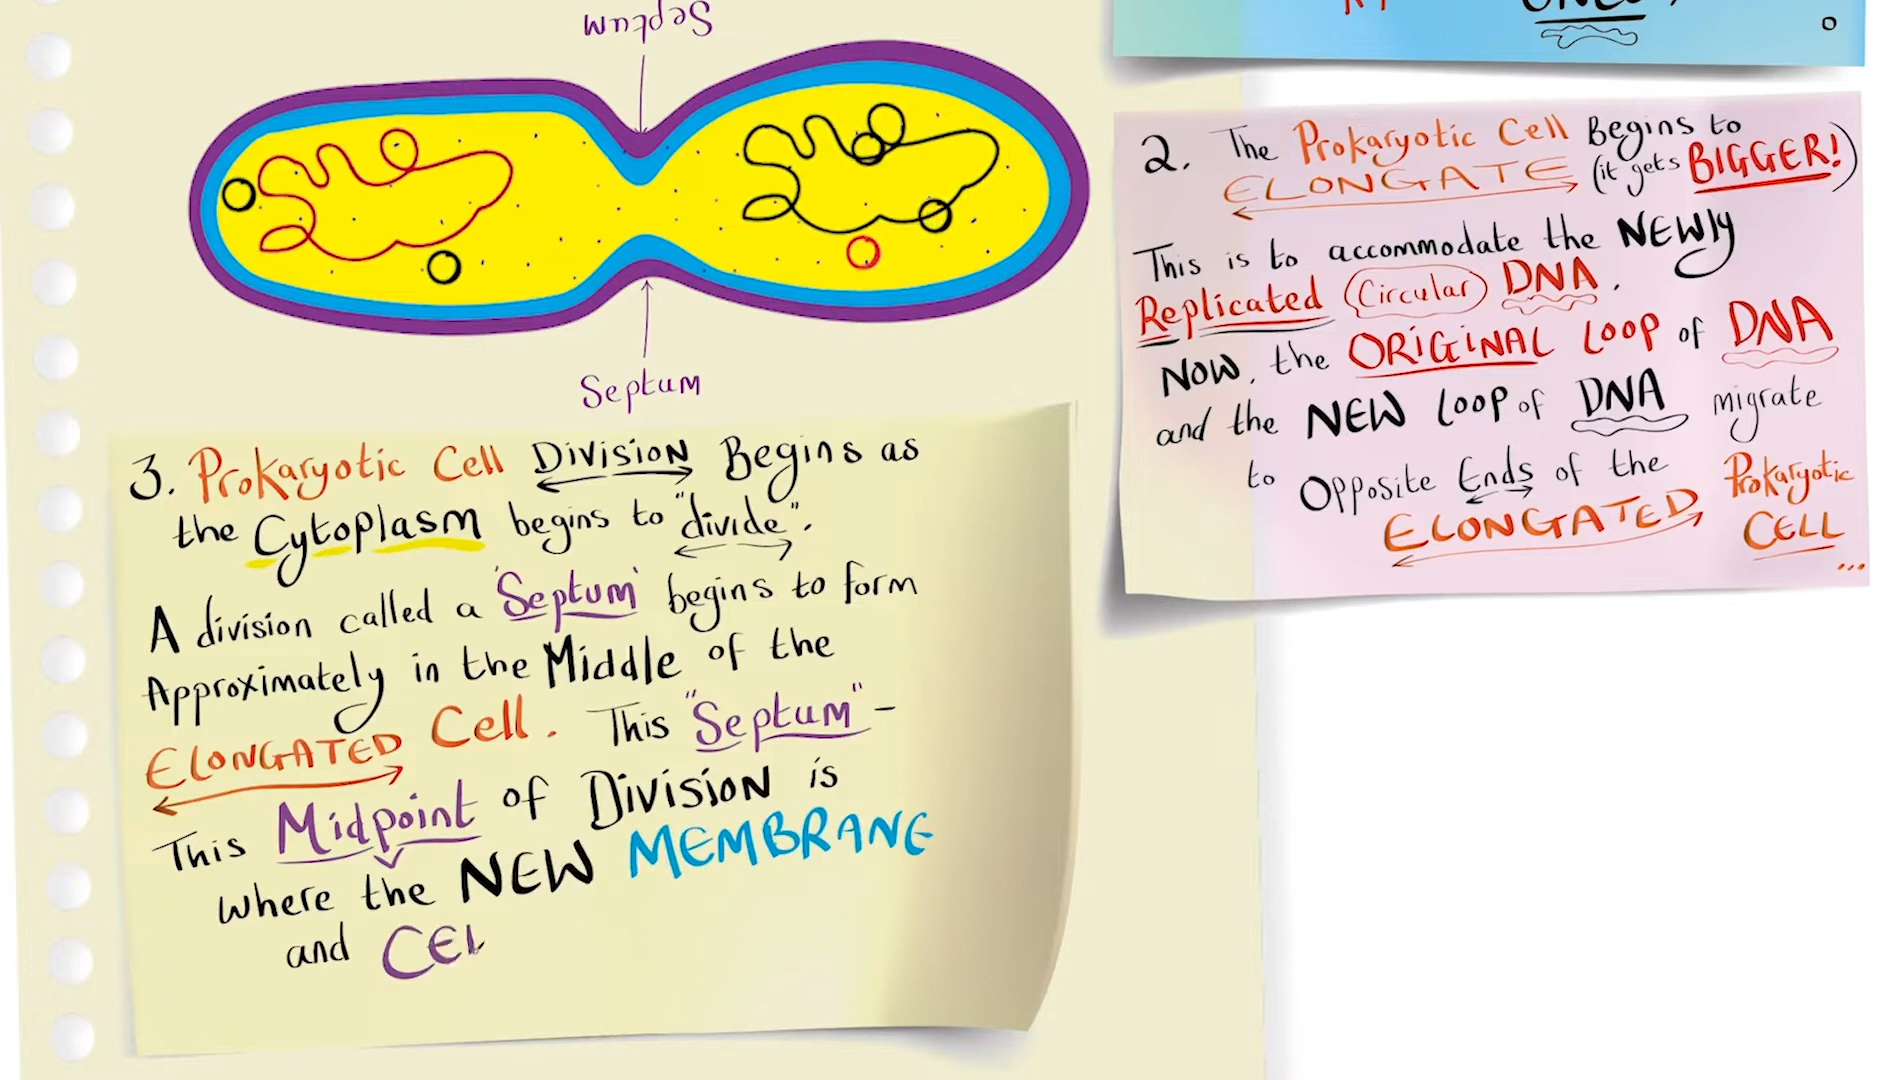 Septum
Septum
2. The Prokaryotic Cell Begins to
ELONGATE (it gets BIGGER!)
This is to accommodate the NEWly
Replicated (Circular) DNA.
NOW, the ORIGINAL Loop of DNA
and the NEW Loop of DNA migrate
to Opposite Ends of the
ELONGATED Prokaryotic
CELL
...
3. Prokaryotic Cell DIVISION Begins as
the Cytoplasm begins to "divide".
A division called a 'Septum' begins to form
Approximately in the Middle of the
ELONGATED Cell. This "Septum"-
This Midpoint of Division is
where the NEW MEMBRANE
and CEL